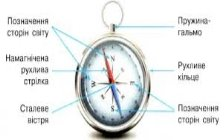 Позначення
сторін світу
Намагнічена
рухлива
стрілка
Сталеве
вістря
Пружина-
гальмо
Рухливе
кільце
Позначення
сторін світу